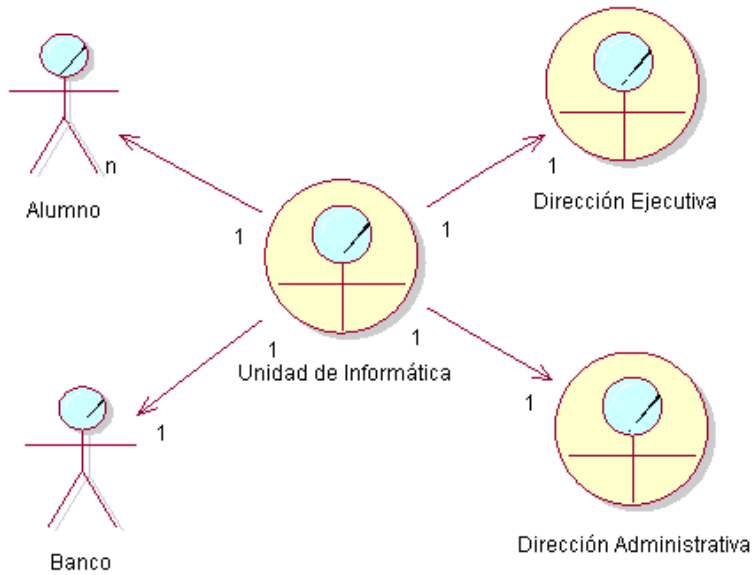 n
Alumno
1
1
1
Dirección Ejecutiva
1
1
Unidad de Informática
1
1
Banco
Dirección Administrativa